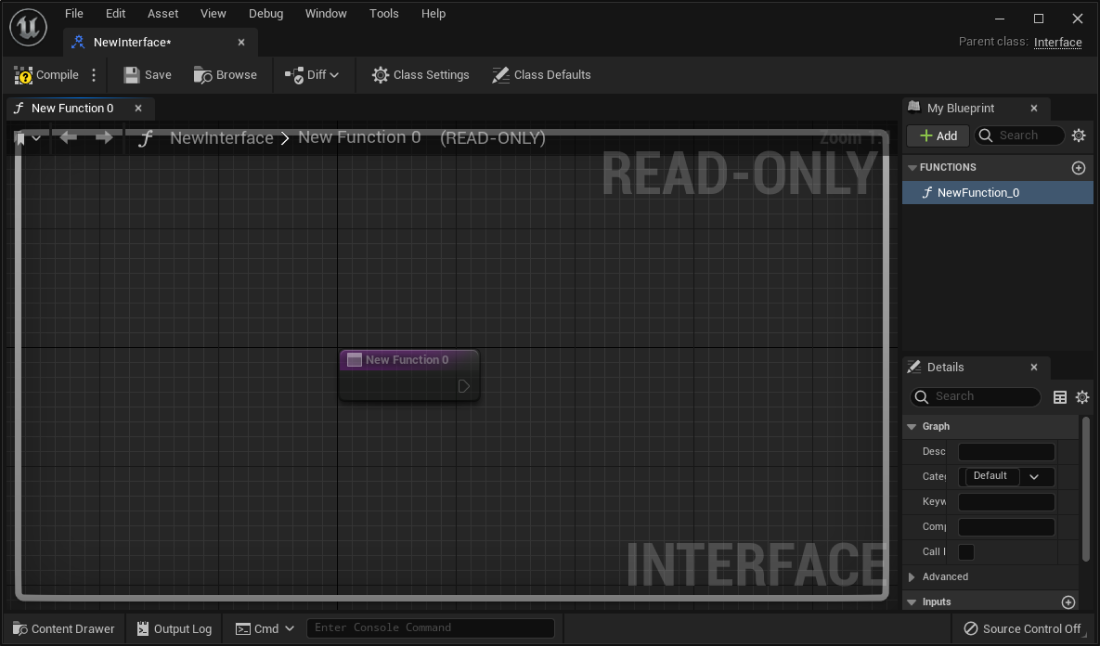 File Edit Asset View Debug Window Tools Help
NewInterface*
Parent class: Interface
Compile Save Browse Diff Class Settings Class Defaults
New Function 0
My Blueprint
NewInterface > New Function 0 (READ-ONLY)
Zoom 1:1
READ-ONLY
Add Search
FUNCTIONS
NewFunction_0
New Function 0
Details
Search
Graph
Desc
Cate
Default
Keyw
Comp
Call I
Advanced
Inputs
INTERFACE
Content Drawer Output Log Cmd Enter Console Command Source Control Off